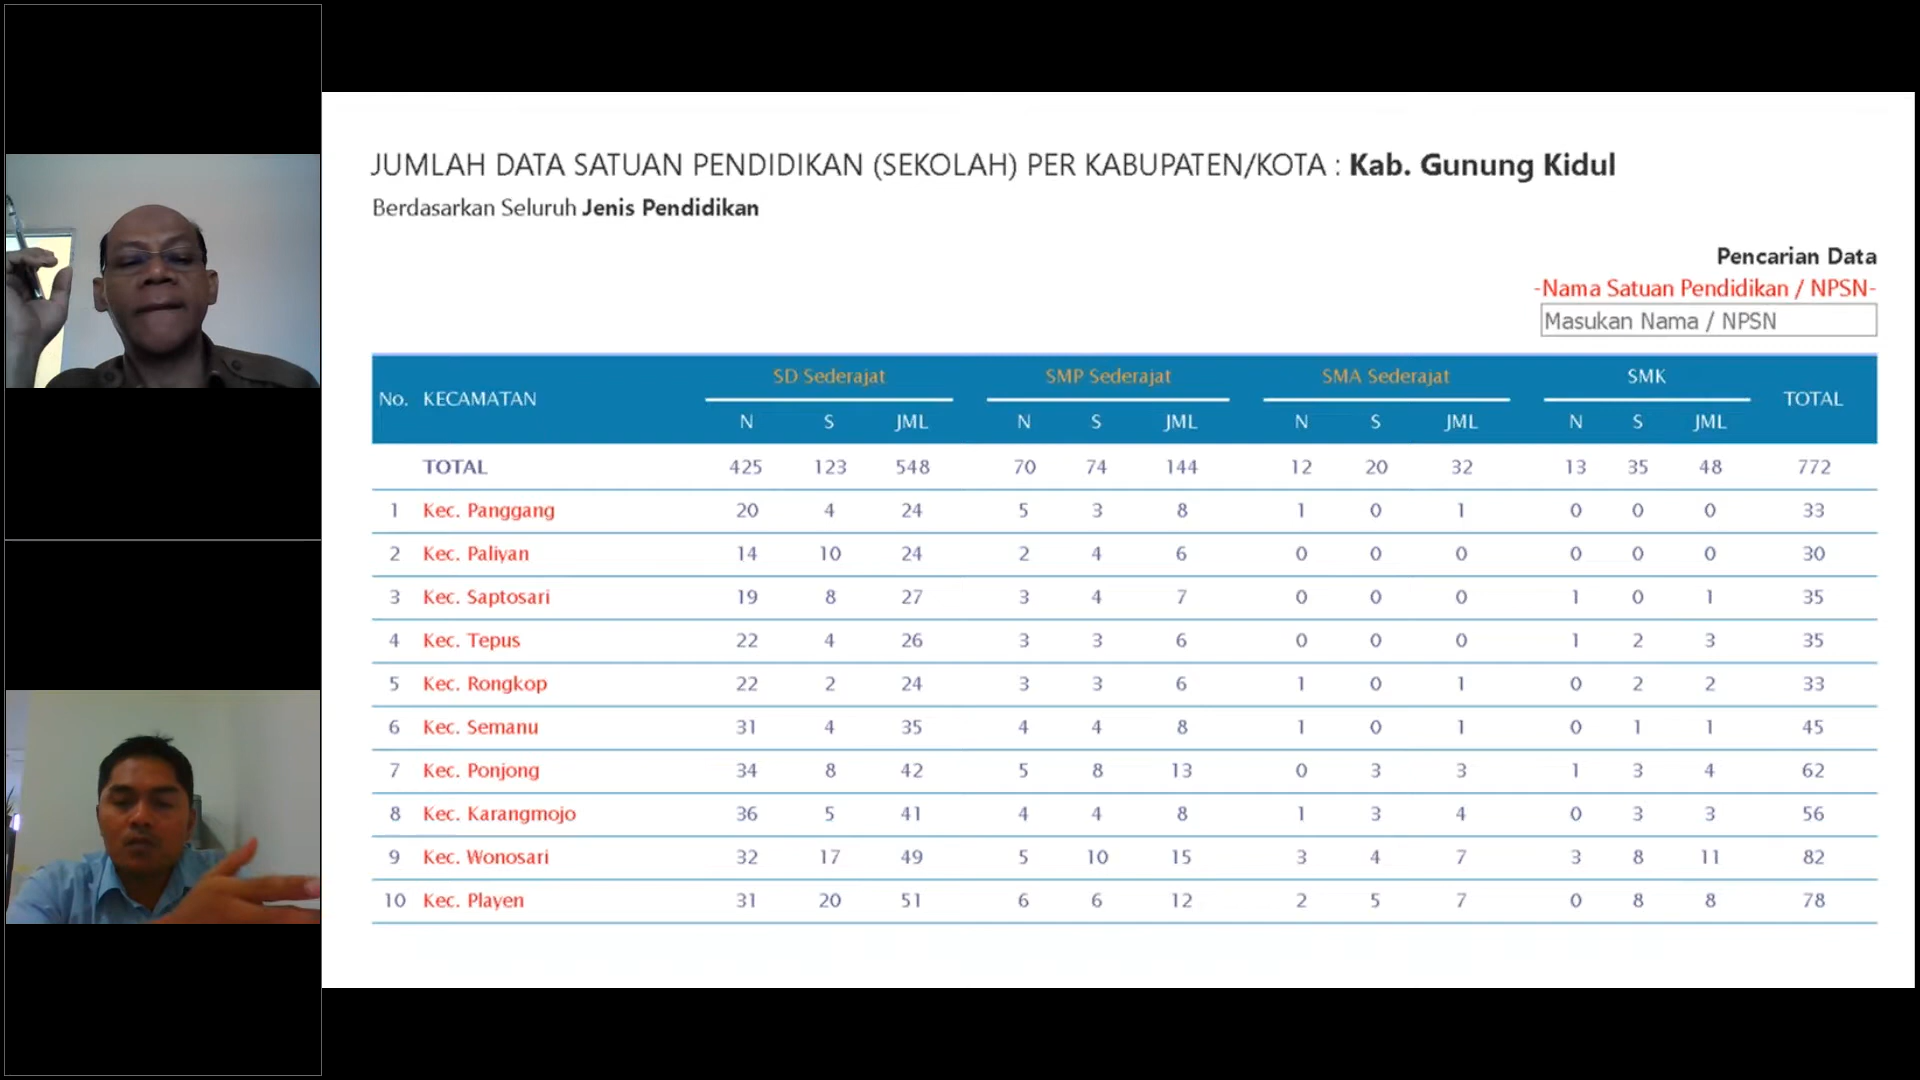 JUMLAH DATA SATUAN PENDIDIKAN (SEKOLAH) PER KABUPATEN/KOTA : Kab. Gunung Kidul
Berdasarkan Seluruh Jenis Pendidikan
Pencarian Data
-Nama Satuan Pendidikan / NPSN-
Masukan Nama / NPSN
No. KECAMATAN SD Sederajat SMP Sederajat SMA Sederajat SMK TOTAL
N S JML N S JML N S JML N S JML
TOTAL 425 123 548 70 74 144 12 20 32 13 35 48 772
1 Kec. Panggang 20 4 24 5 3 8 1 0 1 0 0 0 33
2 Kec. Paliyan 14 10 24 2 4 6 0 0 0 0 0 0 30
3 Kec. Saptosari 19 8 27 3 4 7 0 0 0 1 0 1 35
4 Kec. Tepus 22 4 26 3 3 6 0 0 0 1 2 3 35
5 Kec. Rongkop 22 2 24 3 3 6 1 0 1 0 2 2 33
6 Kec. Semanu 31 4 35 4 4 8 1 0 1 0 1 1 45
7 Kec. Ponjong 34 8 42 5 8 13 0 3 3 1 3 4 62
8 Kec. Karangmojo 36 5 41 4 4 8 1 3 4 0 3 3 56
9 Kec. Wonosari 32 17 49 5 10 15 3 4 7 3 8 11 82
10 Kec. Playen 31 20 51 6 6 12 2 5 7 0 8 8 78